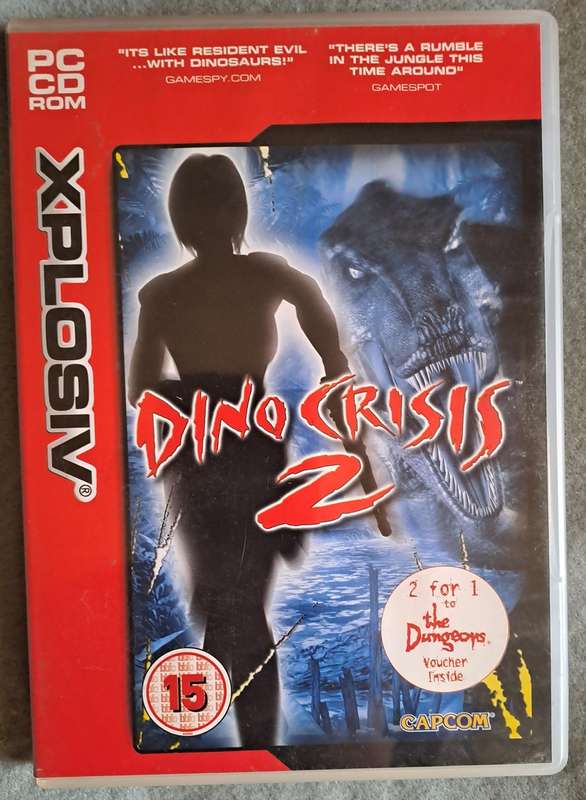 PC
CD
ROM
"ITS LIKE RESIDENT EVIL
...WITH DINOSAURS!"
GAMESPY.COM
"THERE'S A RUMBLE
IN THE JUNGLE THIS
TIME AROUND"
GAMESPOT
XPLOSIV®
DINO CRISIS™
2
2 for 1
to
the
Dungeons.
Voucher
Inside
15
CAPCOM®